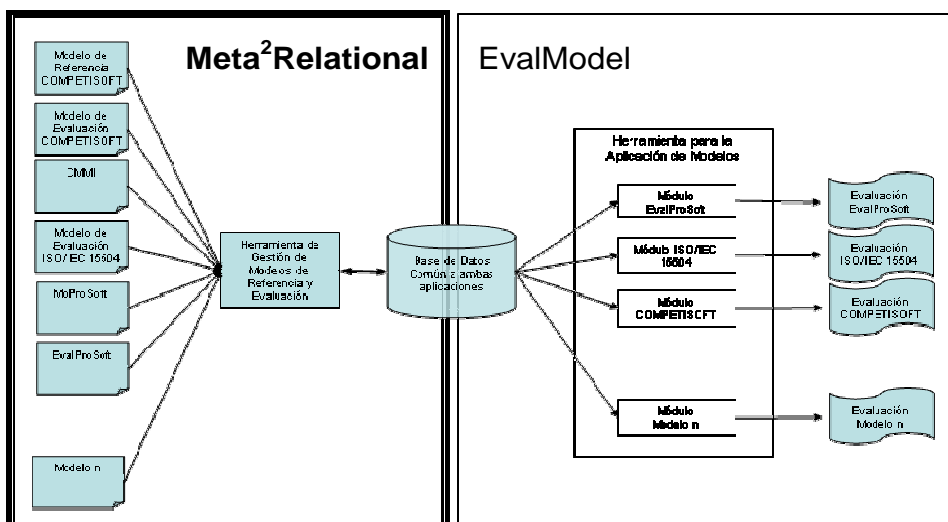 Meta²Relational
EvalModel
Modelo de
Referencia
COMPETISOFT
Modelo de
Evaluación
COMPETISOFT
CMMI
Modelo de
Evaluación
ISO/IEC 15504
MoProSoft
EvalProSoft
Modelo n
Herramienta de
Gestión de
Modelos de
Referencia y
Evaluación
Base de Datos
Común a ambas
aplicaciones
Herramienta para la
Aplicación de Modelos
Módulo
EvalProSoft
Módulo ISO/IEC
15504
Módulo
COMPETISOFT
Módulo
Modelo n
Evaluación
EvalProSoft
Evaluación
ISO/IEC 15504
Evaluación
COMPETISOFT
Evaluación
Modelo n